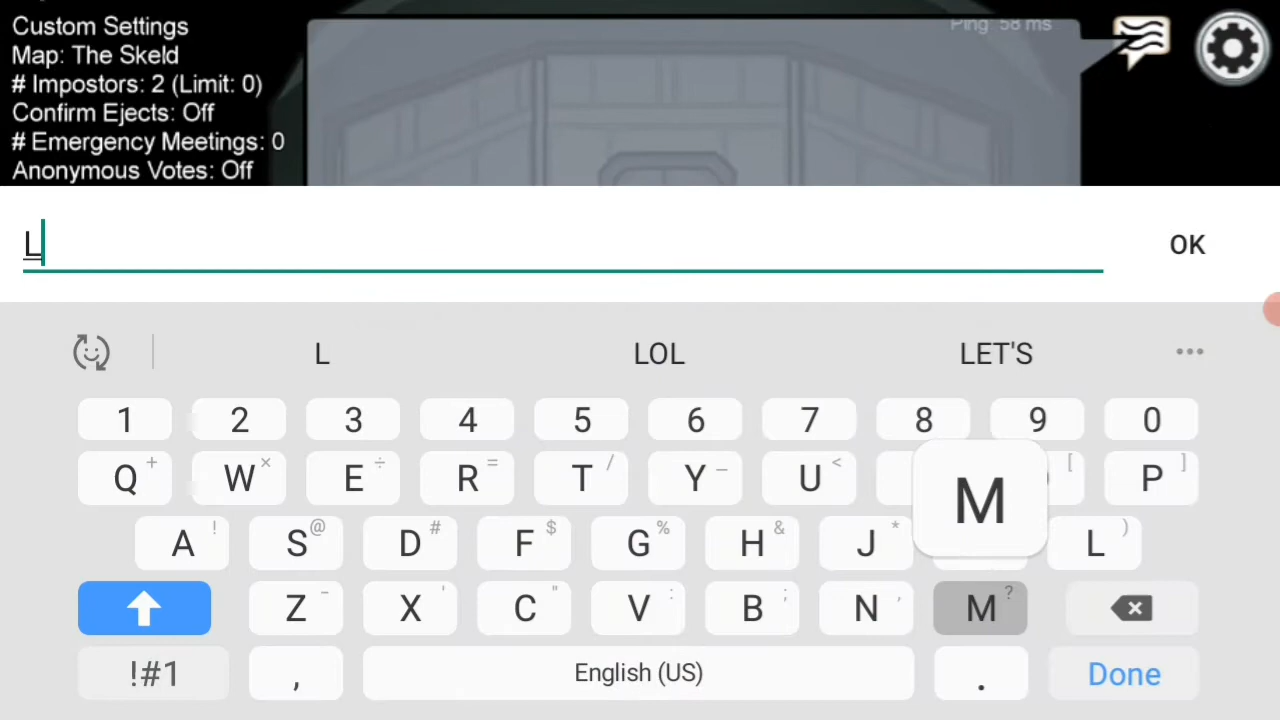 Custom Settings
Ping: 58 ms
Map: The Skeld
# Impostors: 2 (Limit: 0)
Confirm Ejects: Off
# Emergency Meetings: 0
Anonymous Votes: Off
L
OK
L LOL LET'S
1 2 3 4 5 6 7 8 9 0
Q + W × E ÷ R = T / Y _ U < [ P ]
M
A ! S @ D # F $ G % H & J * L )
Z - X ' C " V : B ; N , M ?
!#1 , English (US) . Done